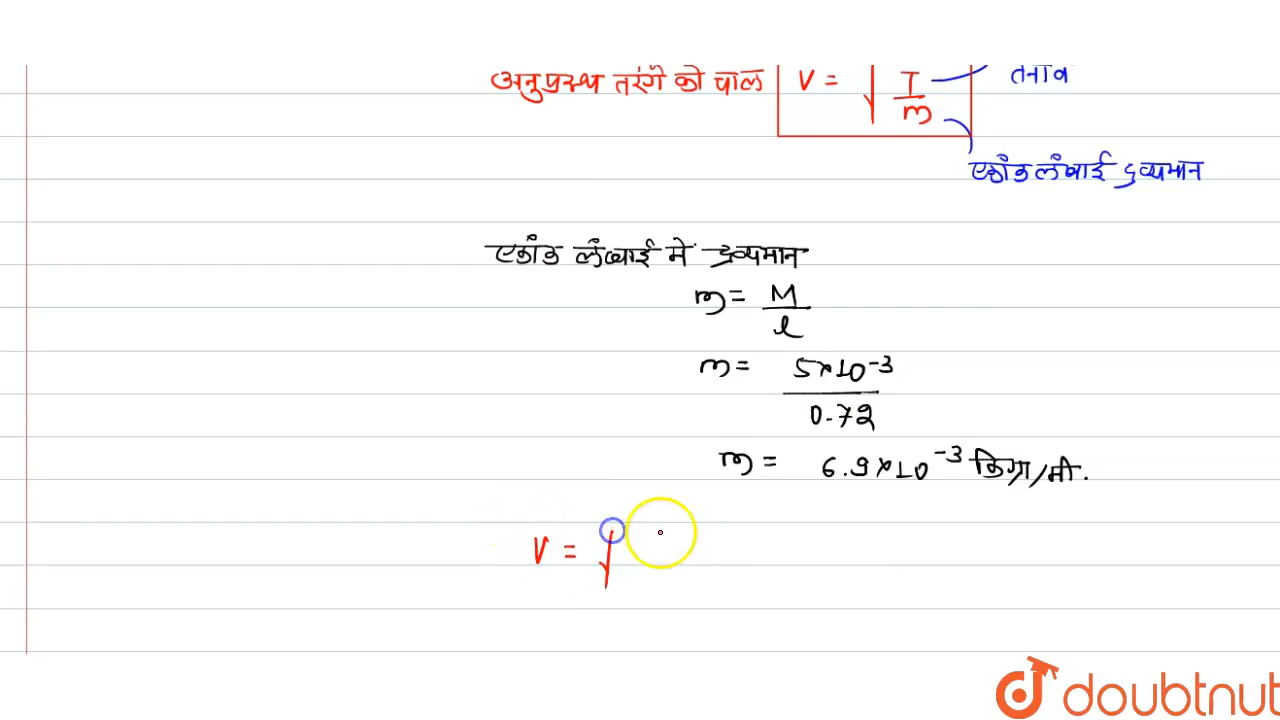 अनुप्रस्थ तरंगों की चाल V = √ T/m तनाव
एकांक लंबाई द्रव्यमान
एकांक लंबाई में द्रव्यमान
m = M/l
m = 5×10⁻³/0.72
m = 6.9×10⁻³ किग्रा/मी.
V = √
doubtnut